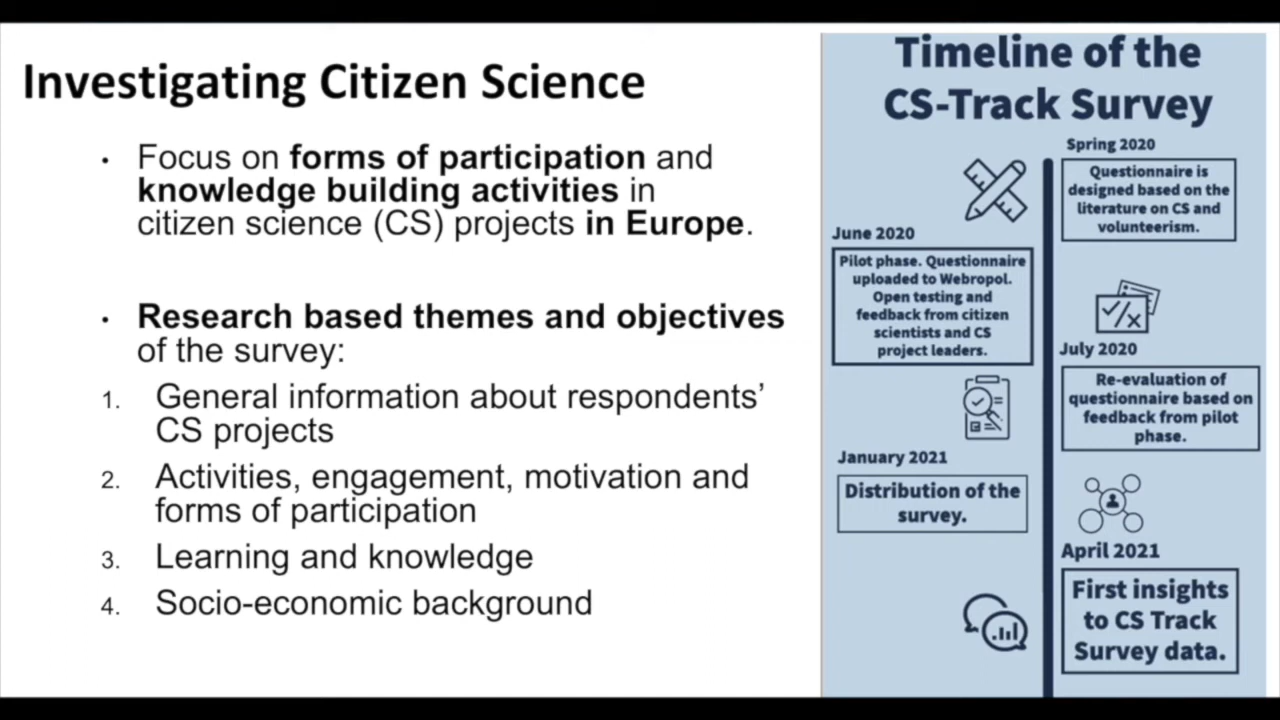 Investigating Citizen Science
• Focus on forms of participation and
knowledge building activities in
citizen science (CS) projects in Europe.
• Research based themes and objectives
of the survey:
1. General information about respondents’
CS projects
2. Activities, engagement, motivation and
forms of participation
3. Learning and knowledge
4. Socio-economic background
Timeline of the
CS-Track Survey
Spring 2020
Questionnaire is
designed based on the
literature on CS and
volunteerism.
June 2020
Pilot phase. Questionnaire
uploaded to Webropol.
Open testing and
feedback from citizen
scientists and CS
project leaders.
July 2020
Re-evaluation of
questionnaire based on
feedback from pilot
phase.
January 2021
Distribution of the
survey.
April 2021
First insights
to CS Track
Survey data.